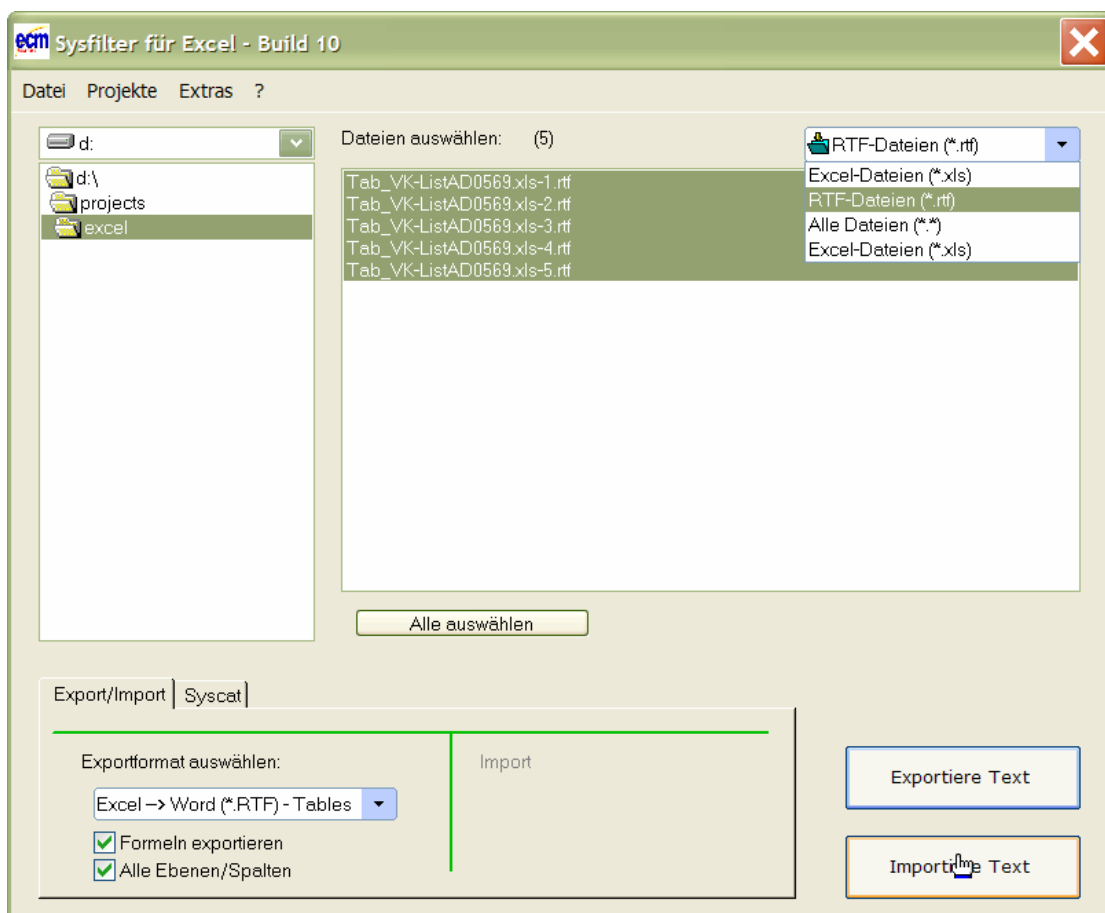 ecm Sysfilter für Excel - Build 10
Datei Projekte Extras ?
d:
Dateien auswählen: (5)
RTF-Dateien (*.rtf)
d:\
projects
excel
Tab_VK-ListAD0569.xls-1.rtf
Tab_VK-ListAD0569.xls-2.rtf
Tab_VK-ListAD0569.xls-3.rtf
Tab_VK-ListAD0569.xls-4.rtf
Tab_VK-ListAD0569.xls-5.rtf
Excel-Dateien (*.xls)
RTF-Dateien (*.rtf)
Alle Dateien (*.*)
Excel-Dateien (*.xls)
Alle auswählen
Export/Import Syscat
Exportformat auswählen:
Import
Excel --> Word (*.RTF) - Tables
Formeln exportieren
Alle Ebenen/Spalten
Exportiere Text
Importiere Text